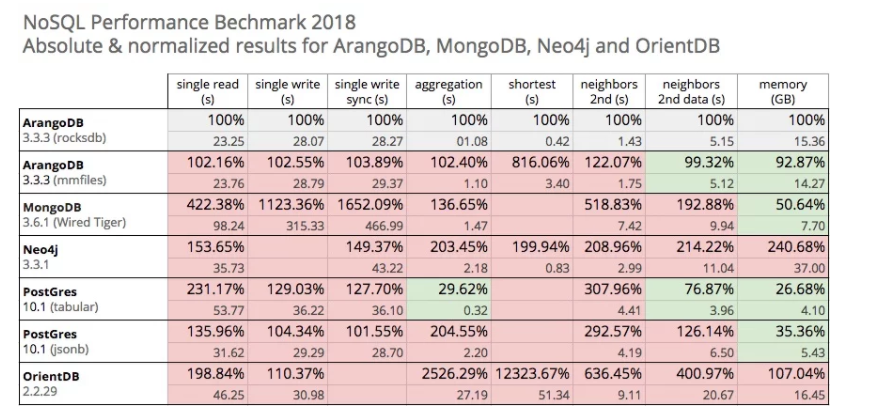 NoSQL Performance Bechmark 2018
Absolute & normalized results for ArangoDB, MongoDB, Neo4j and OrientDB
single read (s) single write (s) single write sync (s) aggregation (s) shortest (s) neighbors 2nd (s) neighbors 2nd data (s) memory (GB)
ArangoDB 100% 100% 100% 100% 100% 100% 100% 100%
3.3.3 (rocksdb) 23.25 28.07 28.27 01.08 0.42 1.43 5.15 15.36
ArangoDB 102.16% 102.55% 103.89% 102.40% 816.06% 122.07% 99.32% 92.87%
3.3.3 (mmfiles) 23.76 28.79 29.37 1.10 3.40 1.75 5.12 14.27
MongoDB 422.38% 1123.36% 1652.09% 136.65% 518.83% 192.88% 50.64%
3.6.1 (Wired Tiger) 98.24 315.33 466.99 1.47 7.42 9.94 7.70
Neo4j 153.65% 149.37% 203.45% 199.94% 208.96% 214.22% 240.68%
3.3.1 35.73 43.22 2.18 0.83 2.99 11.04 37.00
PostGres 231.17% 129.03% 127.70% 29.62% 307.96% 76.87% 26.68%
10.1 (tabular) 53.77 36.22 36.10 0.32 4.41 3.96 4.10
PostGres 135.96% 104.34% 101.55% 204.55% 292.57% 126.14% 35.36%
10.1 (jsonb) 31.62 29.29 28.70 2.20 4.19 6.50 5.43
OrientDB 198.84% 110.37% 2526.29% 12323.67% 636.45% 400.97% 107.04%
2.2.29 46.25 30.98 27.19 51.34 9.11 20.67 16.45